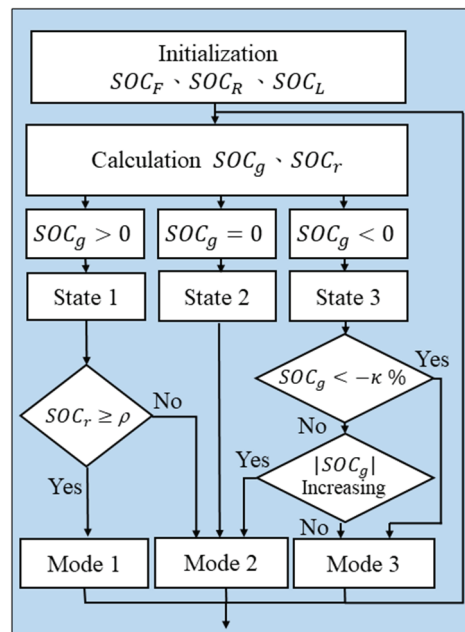 Initialization
SOC_F、SOC_R、SOC_L
Calculation SOC_g、SOC_r
SOC_g > 0
SOC_g = 0
SOC_g < 0
State 1
State 2
State 3
SOC_g < −κ %
Yes
SOC_r ≥ ρ
No
No
Yes
|SOC_g|
Increasing
Yes
No
Mode 1
Mode 2
Mode 3